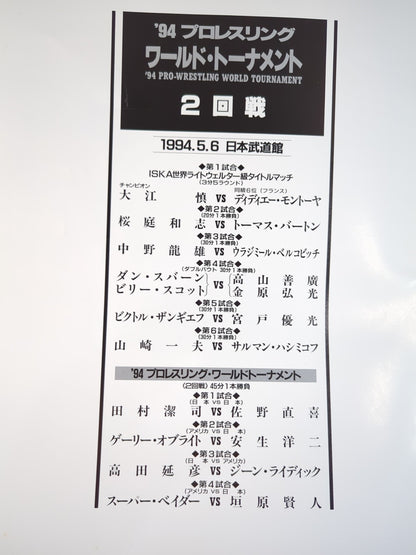 '94 プロレスリング
ワールド・トーナメント
'94 PRO-WRESTLING WORLD TOURNAMENT
2回戦
1994.5.6 日本武道館
◆第1試合◆
ISKA世界ライトウェルター級タイトルマッチ
(3分5ラウンド)
チャンピオン 同級6位(フランス)
大江 慎 VS ディディエー・モントーヤ
◆第2試合◆
(20分1本勝負)
桜庭和志 VS トーマス・バートン
◆第3試合◆
(30分1本勝負)
中野龍雄 VS ウラジミール・ベルコビッチ
◆第4試合◆
(ダブルバウト 30分1本勝負)
ダン・スバーン 高山善廣
VS
ビリー・スコット 金原弘光
◆第5試合◆
(30分1本勝負)
ビクトル・ザンギエフ VS 宮戸優光
◆第6試合◆
(30分1本勝負)
山崎一夫 VS サルマン・ハシミコフ
'94 プロレスリング・ワールドトーナメント
(2回戦) 45分1本勝負
◆第1試合◆
(日本 VS 日本)
田村潔司 VS 佐野直喜
◆第2試合◆
(アメリカ VS 日本)
ゲーリー・オブライト VS 安生洋二
◆第3試合◆
(日本 VS アメリカ)
高田延彦 VS ジーン・ライディック
◆第4試合◆
(アメリカ VS 日本)
スーパー・ベイダー VS 垣原賢人